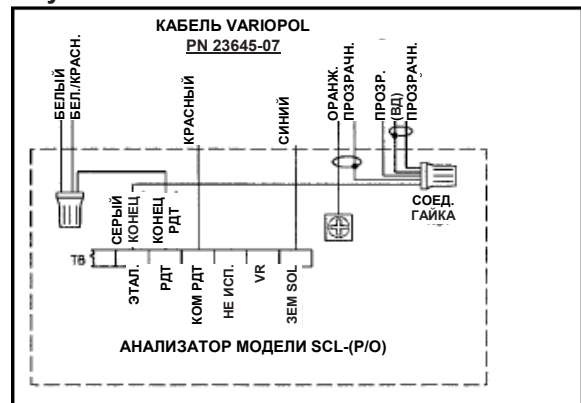 КАБЕЛЬ VARIOPOL
PN 23645-07
БЕЛЫЙ
БЕЛ./КРАСН.
КРАСНЫЙ
СИНИЙ
ОРАНЖ.
ПРОЗРАЧН.
ПРОЗР.
(ВД)
ПРОЗРАЧН.
СОЕД.
ГАЙКА
СЕРЫЙ
КОНЕЦ
КОНЕЦ
РДТ
ТВ
ЭТАЛ.
РДТ
КОМ РДТ
НЕ ИСП.
VR
ЗЕМ SOL
АНАЛИЗАТОР МОДЕЛИ SCL-(P/O)